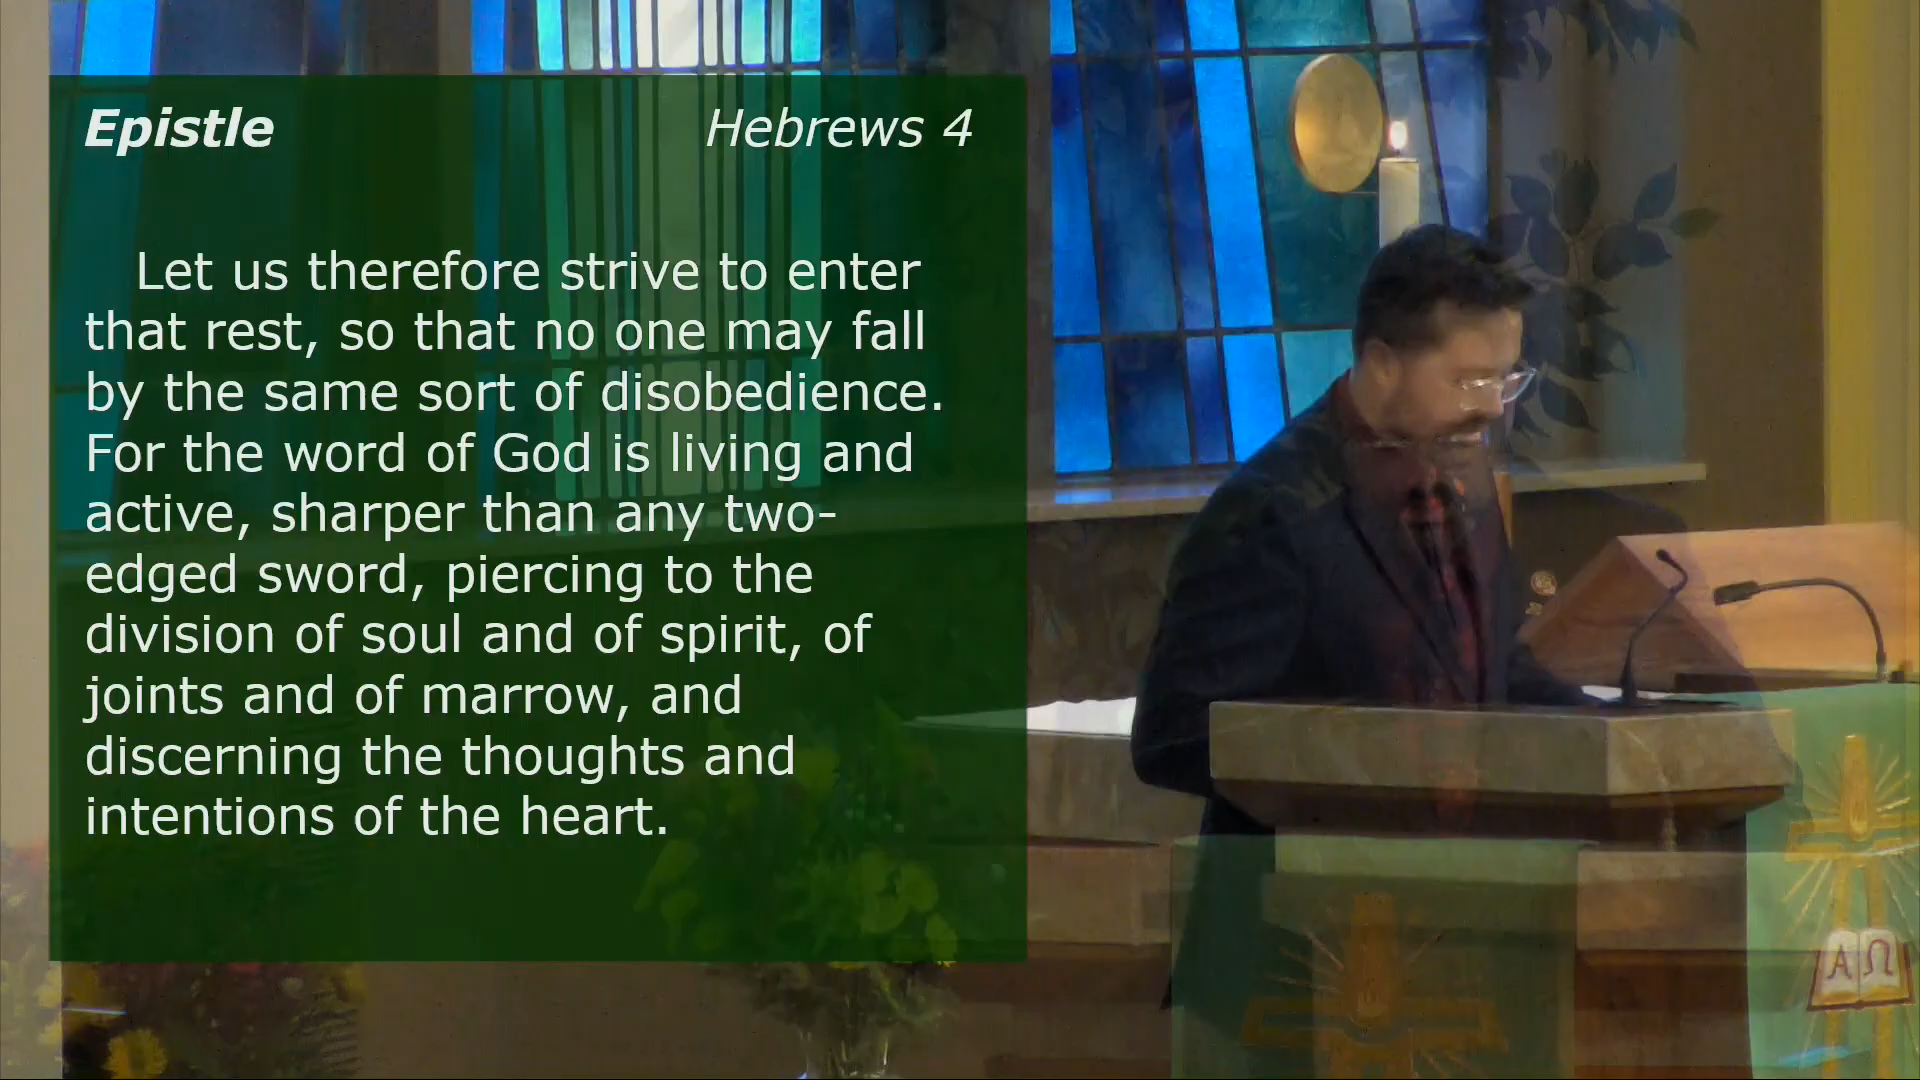 Epistle Hebrews 4
Let us therefore strive to enter
that rest, so that no one may fall
by the same sort of disobedience.
For the word of God is living and
active, sharper than any two-
edged sword, piercing to the
division of soul and of spirit, of
joints and of marrow, and
discerning the thoughts and
intentions of the heart.
Α Ω